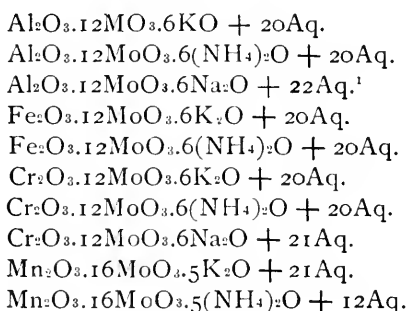 Al₂O₃.12MO₃.6KO + 20Aq.
Al₂O₃.12MoO₃.6(NH₄)₂O + 20Aq.
Al₂O₃.12MoO₃.6Na₂O + 22Aq.¹
Fe₂O₃.12MoO₃.6K₂O + 20Aq.
Fe₂O₃.12MoO₃.6(NH₄)₂O + 20Aq.
Cr₂O₃.12MoO₃.6K₂O + 20Aq.
Cr₂O₃.12MoO₃.6(NH₄)₂O + 20Aq.
Cr₂O₃.12MoO₃.6Na₂O + 21Aq.
Mn₂O₃.16MoO₃.5K₂O + 21Aq.
Mn₂O₃.16MoO₃.5(NH₄)₂O + 12Aq.